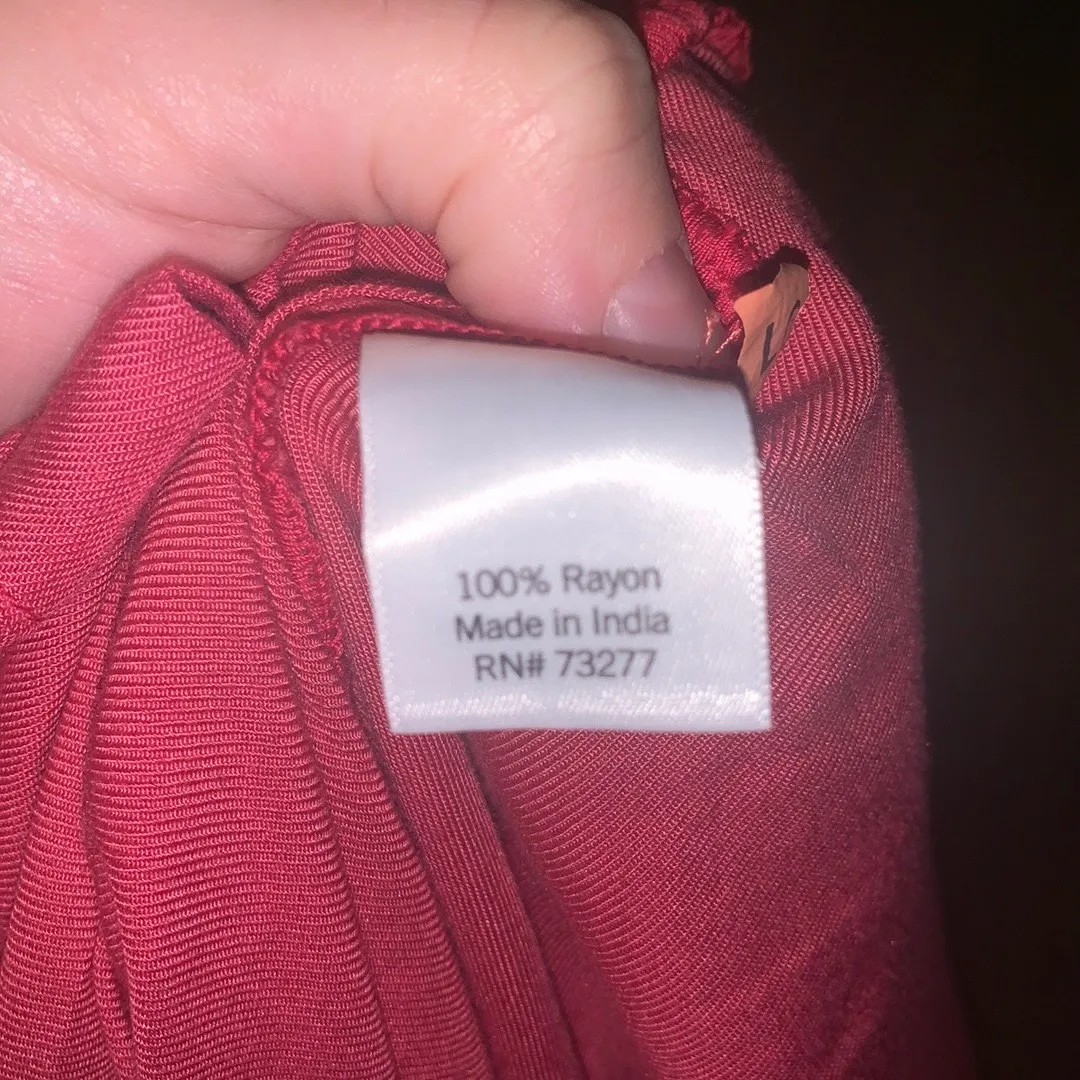 100% Rayon
Made in India
RN# 73277